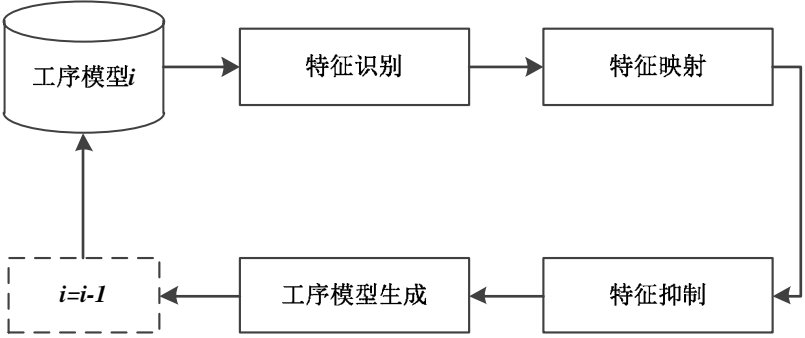 工序模型i
特征识别
特征映射
i=i-1
工序模型生成
特征抑制